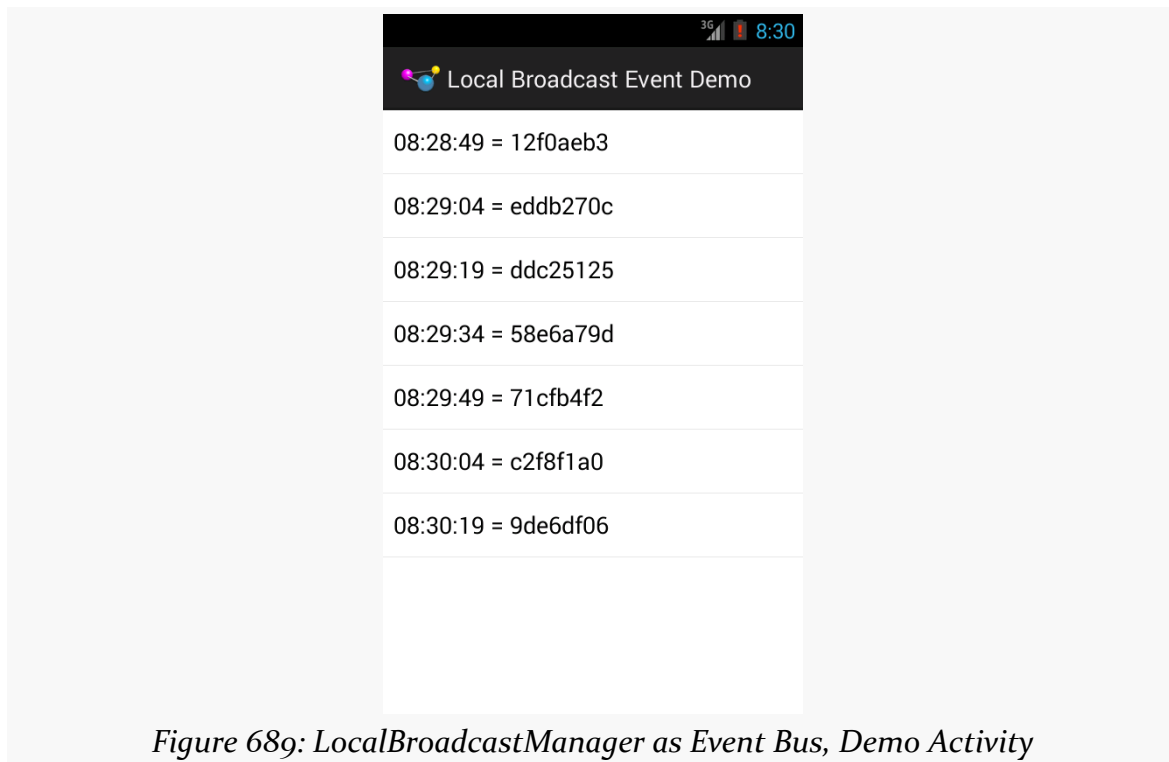 3G 8:30
Local Broadcast Event Demo
08:28:49 = 12f0aeb3
08:29:04 = eddb270c
08:29:19 = ddc25125
08:29:34 = 58e6a79d
08:29:49 = 71cfb4f2
08:30:04 = c2f8f1a0
08:30:19 = 9de6df06
Figure 689: LocalBroadcastManager as Event Bus, Demo Activity